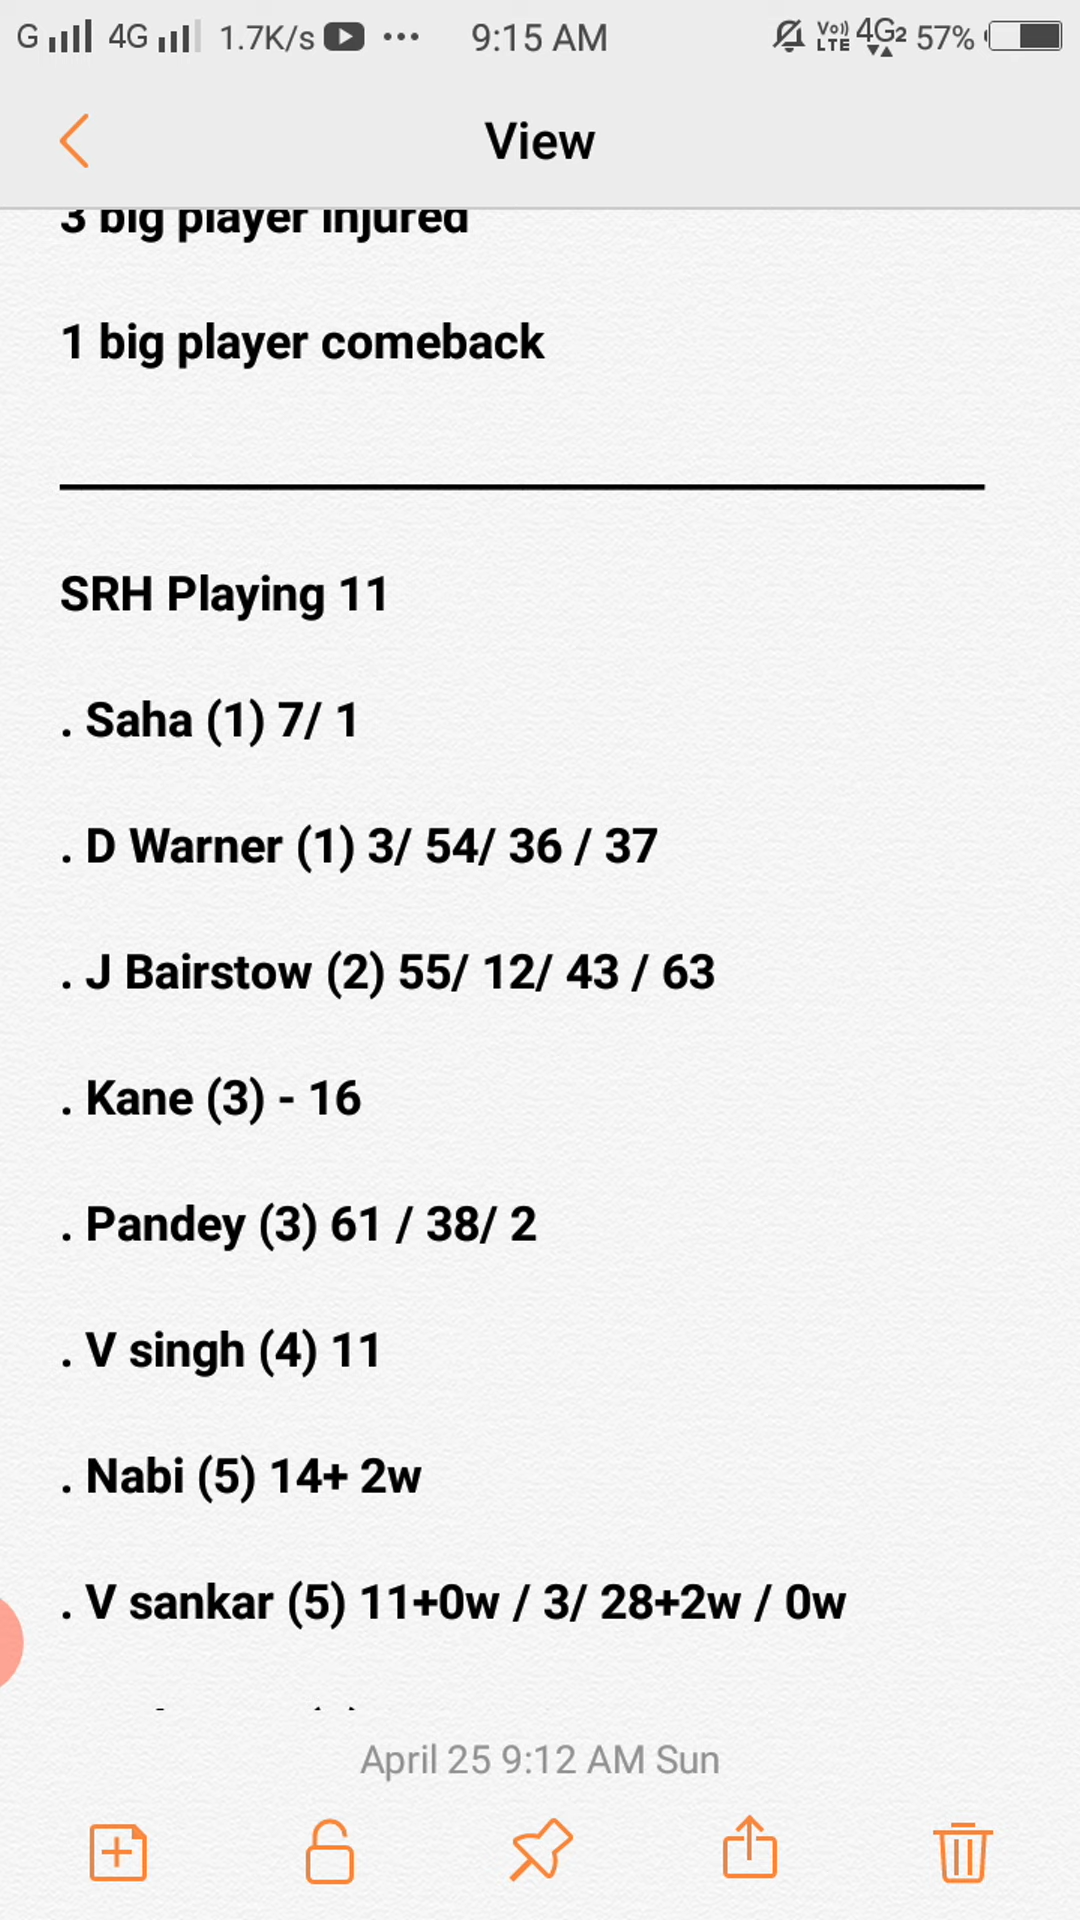 G 4G 1.7K/s ... 9:15 AM Vo)) LTE 4G2 57%
View
3 big player injured
1 big player comeback
SRH Playing 11
. Saha (1) 7/ 1
. D Warner (1) 3/ 54/ 36 / 37
. J Bairstow (2) 55/ 12/ 43 / 63
. Kane (3) - 16
. Pandey (3) 61 / 38/ 2
. V singh (4) 11
. Nabi (5) 14+ 2w
. V sankar (5) 11+0w / 3/ 28+2w / 0w
April 25 9:12 AM Sun